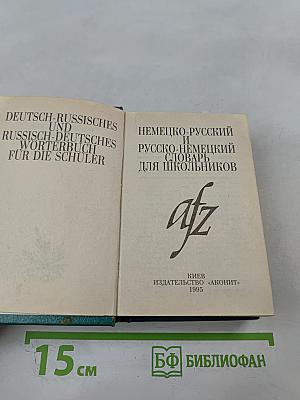 DEUTSCH-RUSSISCHES
UND
RUSSISCH-DEUTSCHES
WÖRTERBUCH
FÜR DIE SCHÜLER
НЕМЕЦКО-РУССКИЙ
И
РУССКО-НЕМЕЦКИЙ
СЛОВАРЬ
ДЛЯ ШКОЛЬНИКОВ
afz
КИЕВ
ИЗДАТЕЛЬСТВО «АКОНИТ»
1995
15 см
БФ БИБЛИОФАН